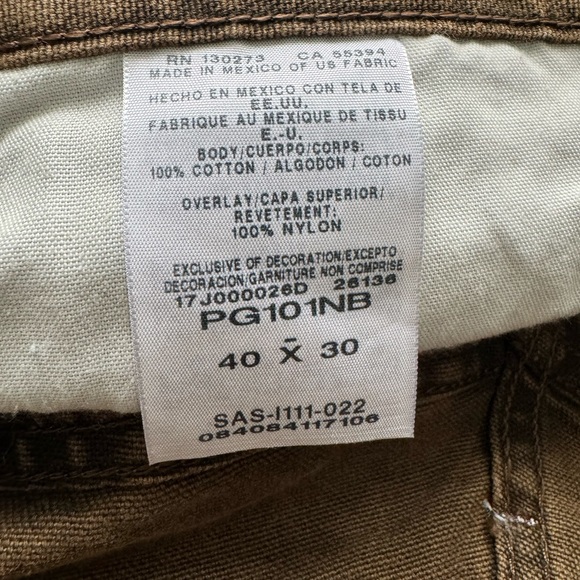 RN 130273 CA 55394
MADE IN MEXICO OF US FABRIC
HECHO EN MEXICO CON TELA DE
EE.UU.
FABRIQUE AU MEXIQUE DE TISSU
E.-U.
BODY/CUERPO/CORPS:
100% COTTON / ALGODON / COTON
OVERLAY/CAPA SUPERIOR/
REVETEMENT:
100% NYLON
EXCLUSIVE OF DECORATION/EXCEPTO
DECORACION/GARNITURE NON COMPRISE
17J000026D 26136
PG101NB
40 X 30
SAS-I111-022
084084117106